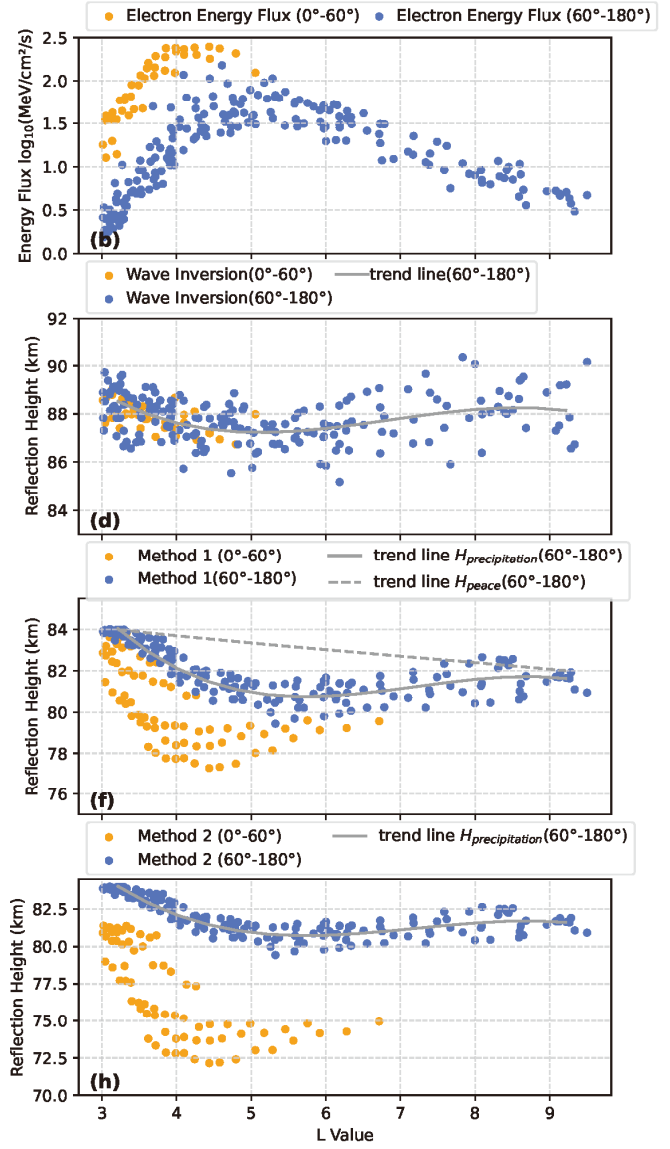 Electron Energy Flux (0°-60°) Electron Energy Flux (60°-180°)
2.5
2.0
1.5
1.0
0.5
0.0
Energy Flux log₁₀(MeV/cm²/s)
(b)
Wave Inversion(0°-60°) trend line(60°-180°)
Wave Inversion(60°-180°)
92
90
88
86
84
Reflection Height (km)
(d)
Method 1 (0°-60°) trend line Hprecipitation(60°-180°)
Method 1(60°-180°) trend line Hpeace(60°-180°)
84
82
80
78
76
Reflection Height (km)
(f)
Method 2 (0°-60°) trend line Hprecipitation(60°-180°)
Method 2 (60°-180°)
82.5
80.0
77.5
75.0
72.5
70.0
Reflection Height (km)
(h)
3 4 5 6 7 8 9
L Value